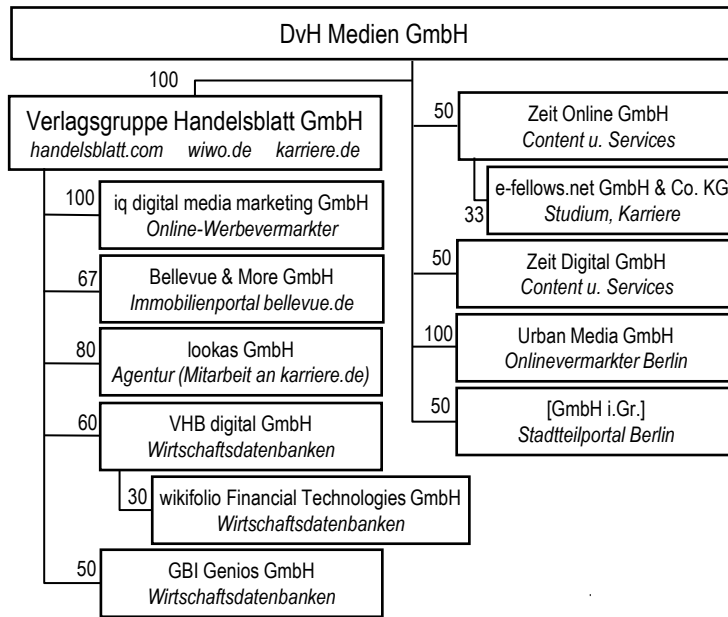 DvH Medien GmbH
100
Verlagsgruppe Handelsblatt GmbH
handelsblatt.com wiwo.de karriere.de
100
iq digital media marketing GmbH
Online-Werbevermarkter
67
Bellevue & More GmbH
Immobilienportal bellevue.de
80
lookas GmbH
Agentur (Mitarbeit an karriere.de)
60
VHB digital GmbH
Wirtschaftsdatenbanken
30
wikifolio Financial Technologies GmbH
Wirtschaftsdatenbanken
50
GBI Genios GmbH
Wirtschaftsdatenbanken
50
Zeit Online GmbH
Content u. Services
33
e-fellows.net GmbH & Co. KG
Studium, Karriere
50
Zeit Digital GmbH
Content u. Services
100
Urban Media GmbH
Onlinevermarkter Berlin
50
[GmbH i.Gr.]
Stadtteilportal Berlin